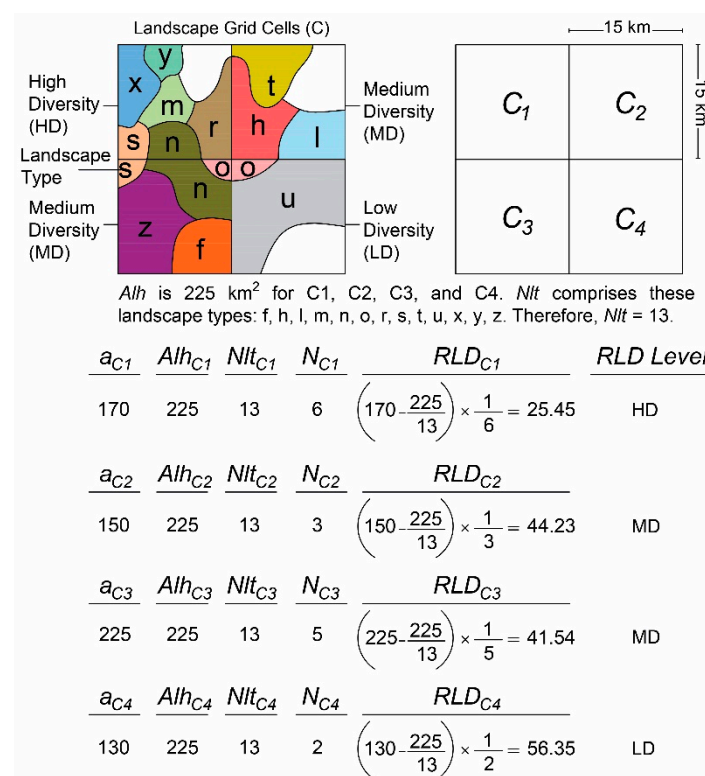 Landscape Grid Cells (C)
15 km
15 km
High
Diversity
(HD)
Landscape
Type
Medium
Diversity
(MD)
x
y
m
r
t
h
l
s
n
s
o
o
n
u
z
f
Medium
Diversity
(MD)
Low
Diversity
(LD)
C1
C2
C3
C4
Alh is 225 km² for C1, C2, C3, and C4. Nlt comprises these
landscape types: f, h, l, m, n, o, r, s, t, u, x, y, z. Therefore, Nlt = 13.
aC1 AlhC1 NltC1 NC1 RLDC1 RLD Level
170 225 13 6 (170 - 225/13) × 1/6 = 25.45 HD
aC2 AlhC2 NltC2 NC2 RLDC2
150 225 13 3 (150 - 225/13) × 1/3 = 44.23 MD
aC3 AlhC3 NltC3 NC3 RLDC3
225 225 13 5 (225 - 225/13) × 1/5 = 41.54 MD
aC4 AlhC4 NltC4 NC4 RLDC4
130 225 13 2 (130 - 225/13) × 1/2 = 56.35 LD